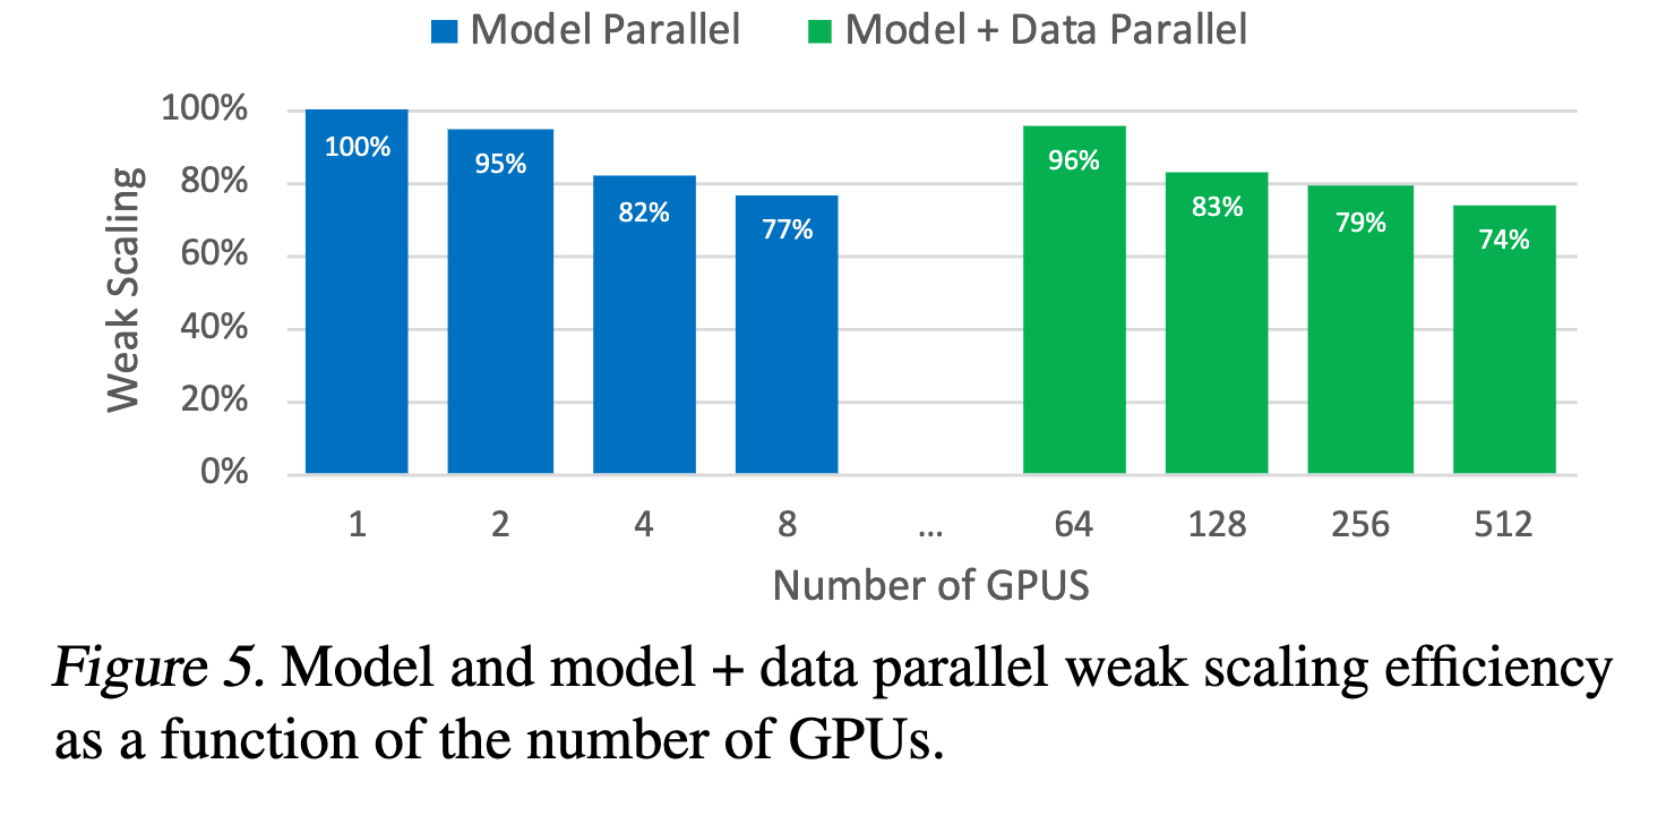 Model Parallel Model + Data Parallel
100%
80%
60%
40%
20%
0%
Weak Scaling
100% 95% 82% 77% 96% 83% 79% 74%
1 2 4 8 ... 64 128 256 512
Number of GPUS
Figure 5. Model and model + data parallel weak scaling efficiency
as a function of the number of GPUs.